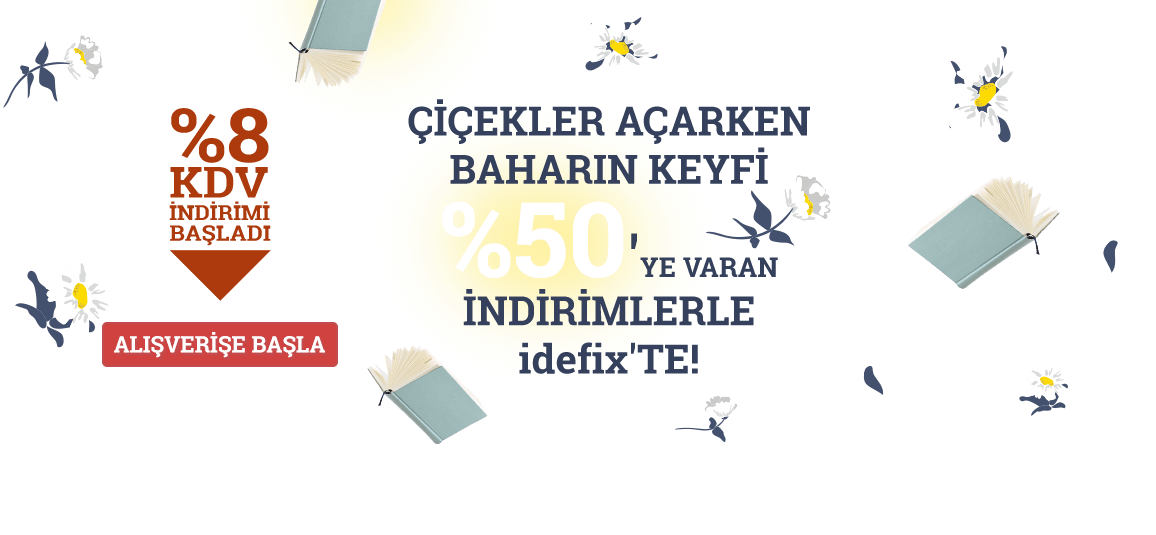 %8
KDV
İNDİRİMİ
BAŞLADI
ALIŞVERİŞE BAŞLA
ÇİÇEKLER AÇARKEN
BAHARIN KEYFİ
%50'YE VARAN
İNDİRİMLERLE
idefix'TE!